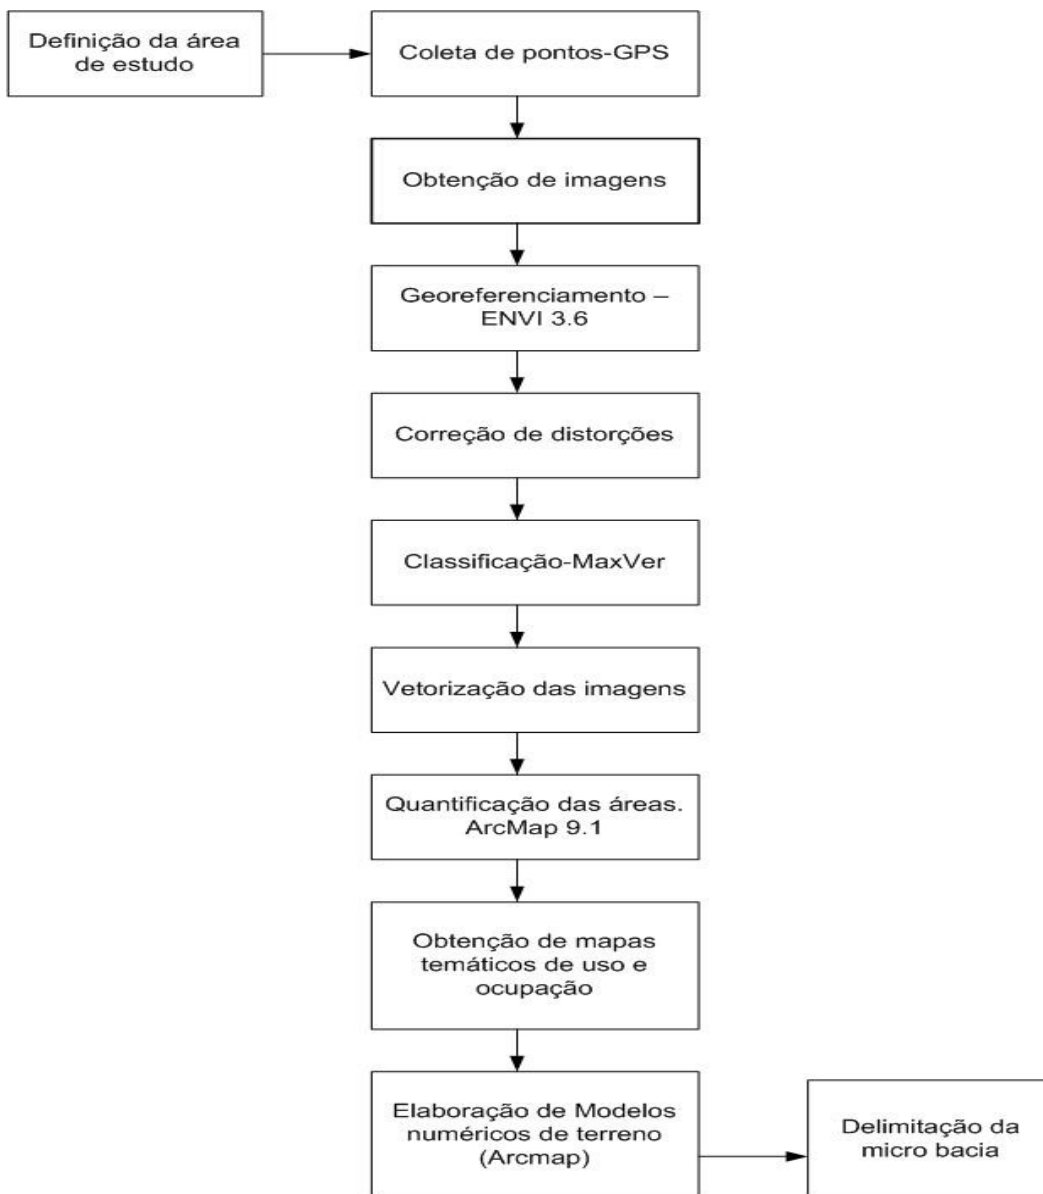 Definição da área
de estudo
Coleta de pontos-GPS
Obtenção de imagens
Georeferenciamento –
ENVI 3.6
Correção de distorções
Classificação-MaxVer
Vetorização das imagens
Quantificação das áreas.
ArcMap 9.1
Obtenção de mapas
temáticos de uso e
ocupação
Elaboração de Modelos
numéricos de terreno
(Arcmap)
Delimitação da
micro bacia